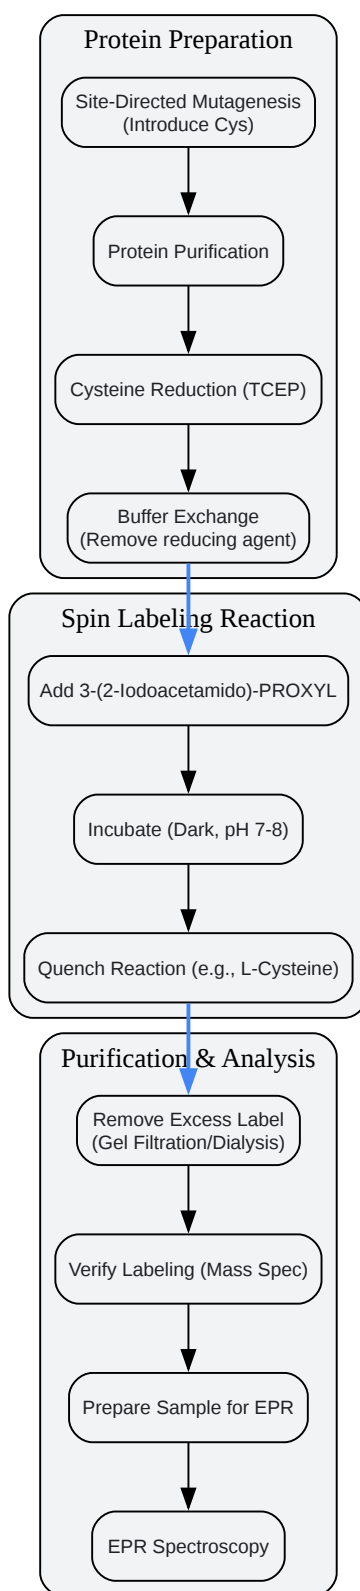 Protein Preparation
Site-Directed Mutagenesis
(Introduce Cys)
Protein Purification
Cysteine Reduction (TCEP)
Buffer Exchange
(Remove reducing agent)
Spin Labeling Reaction
Add 3-(2-Iodoacetamido)-PROXYL
Incubate (Dark, pH 7-8)
Quench Reaction (e.g., L-Cysteine)
Purification & Analysis
Remove Excess Label
(Gel Filtration/Dialysis)
Verify Labeling (Mass Spec)
Prepare Sample for EPR
EPR Spectroscopy